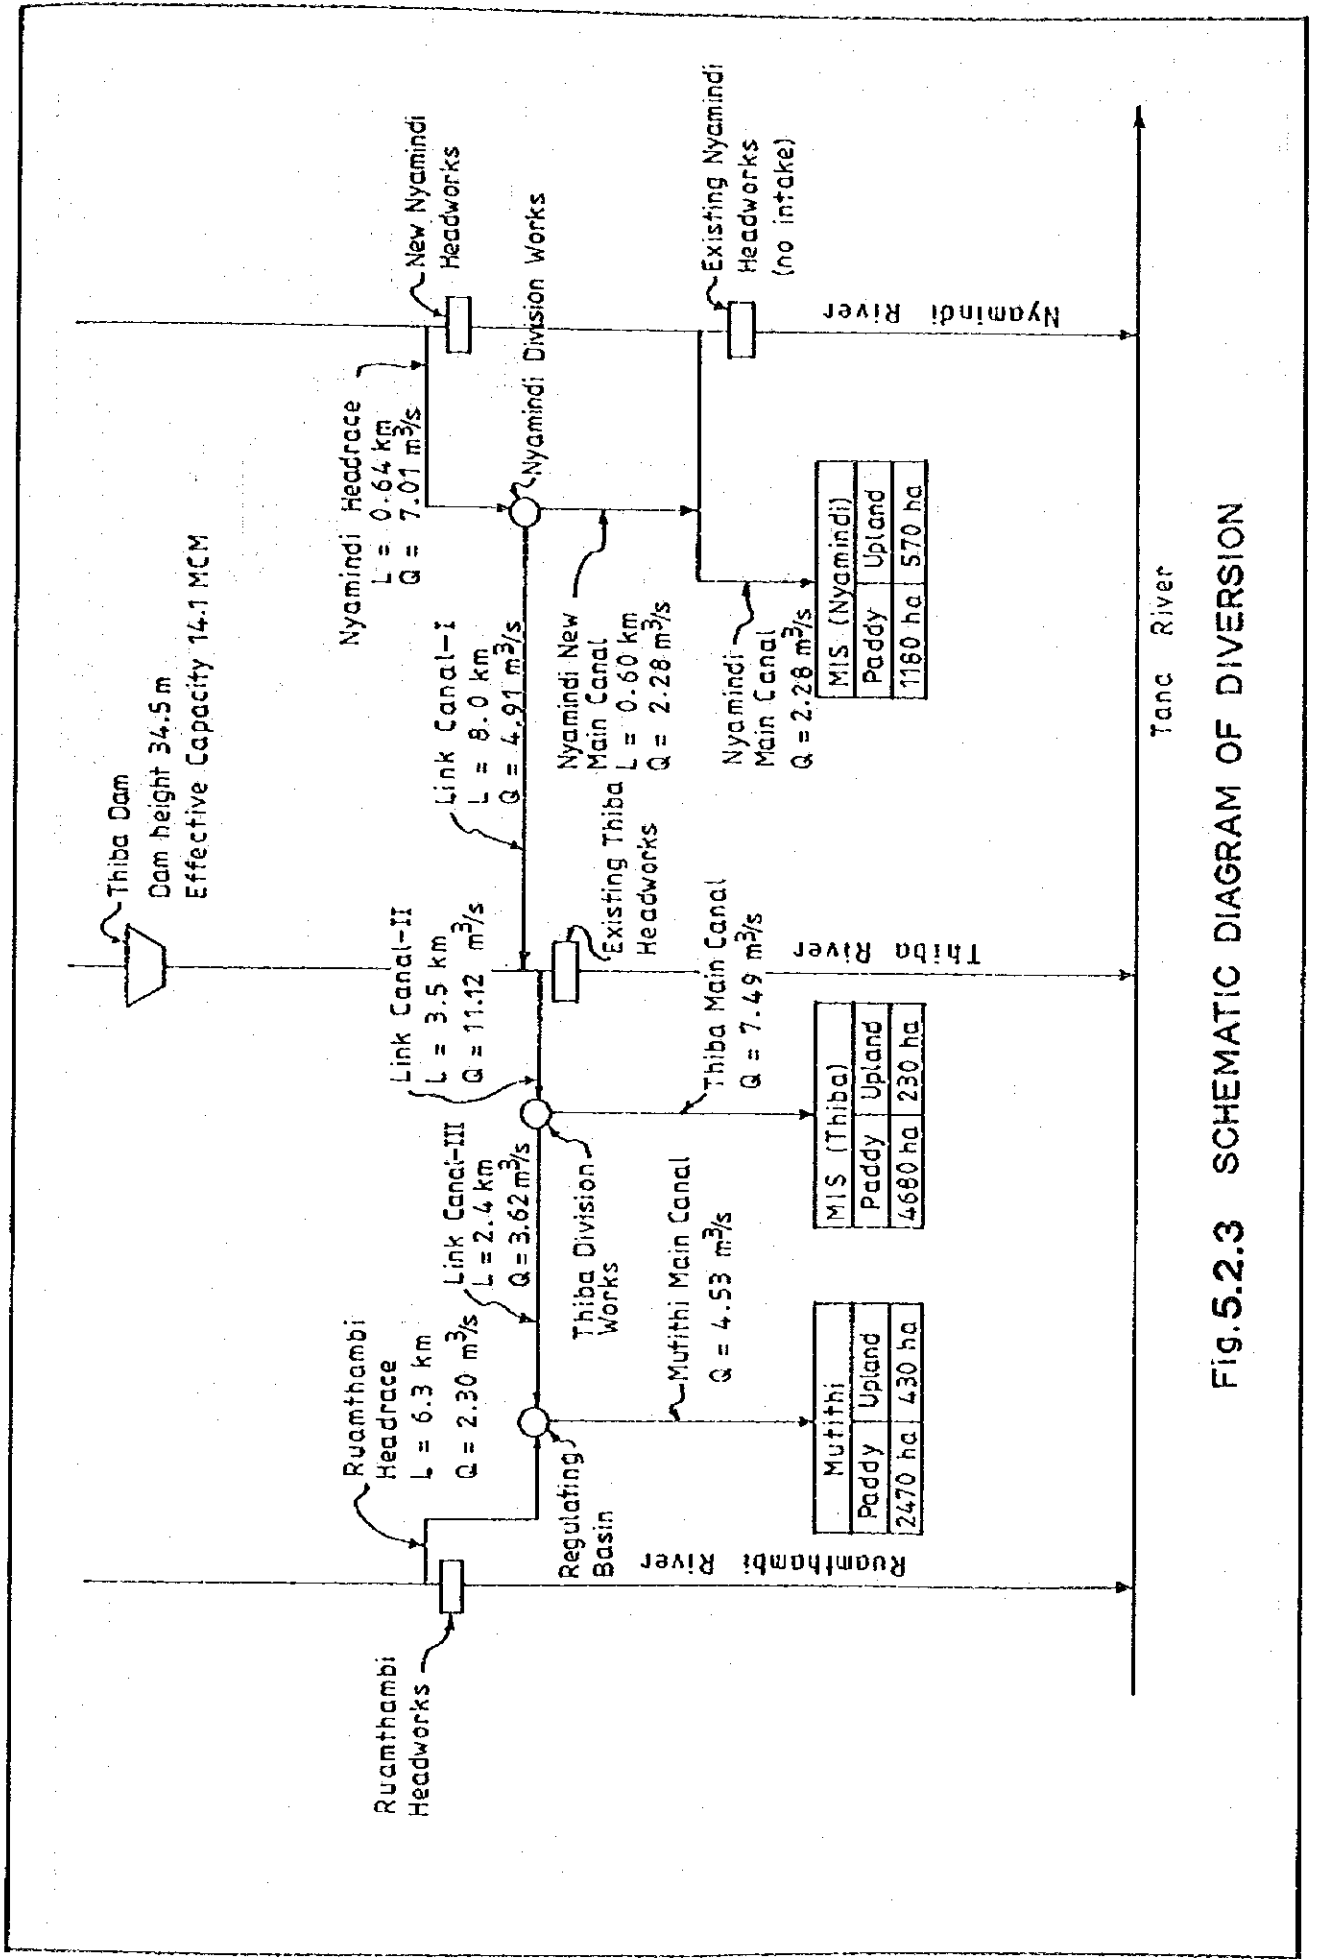 Thiba Dam
Dam height 34.5 m
Effective Capacity 14.1 MCM
Ruamthambi
Headworks
Ruamthambi
Headrace
L = 6.3 km
Q = 2.30 m³/s
Link Canal-III
L = 2.4 km
Q = 3.62 m³/s
Link Canal-II
L = 3.5 km
Q = 11.12 m³/s
Link Canal-I
L = 8.0 km
Q = 4.91 m³/s
Nyamindi Headrace
L = 0.64 km
Q = 7.01 m³/s
New Nyamindi
Headworks
Nyamindi Division Works
Regulating
Basin
Thiba Division
Works
Existing Thiba
Headworks
Nyamindi New
Main Canal
L = 0.60 km
Q = 2.28 m³/s
Existing Nyamindi
Headworks
(no intake)
Mutithi Main Canal
Q = 4.53 m³/s
Thiba Main Canal
Q = 7.49 m³/s
Nyamindi
Main Canal
Q = 2.28 m³/s
Ruamthambi River
Thiba River
Nyamindi River
Mutithi
Paddy Upland
2470 ha 430 ha
MIS (Thiba)
Paddy Upland
4680 ha 230 ha
MIS (Nyamindi)
Paddy Upland
1180 ha 570 ha
Tana River
Fig.5.2.3 SCHEMATIC DIAGRAM OF DIVERSION